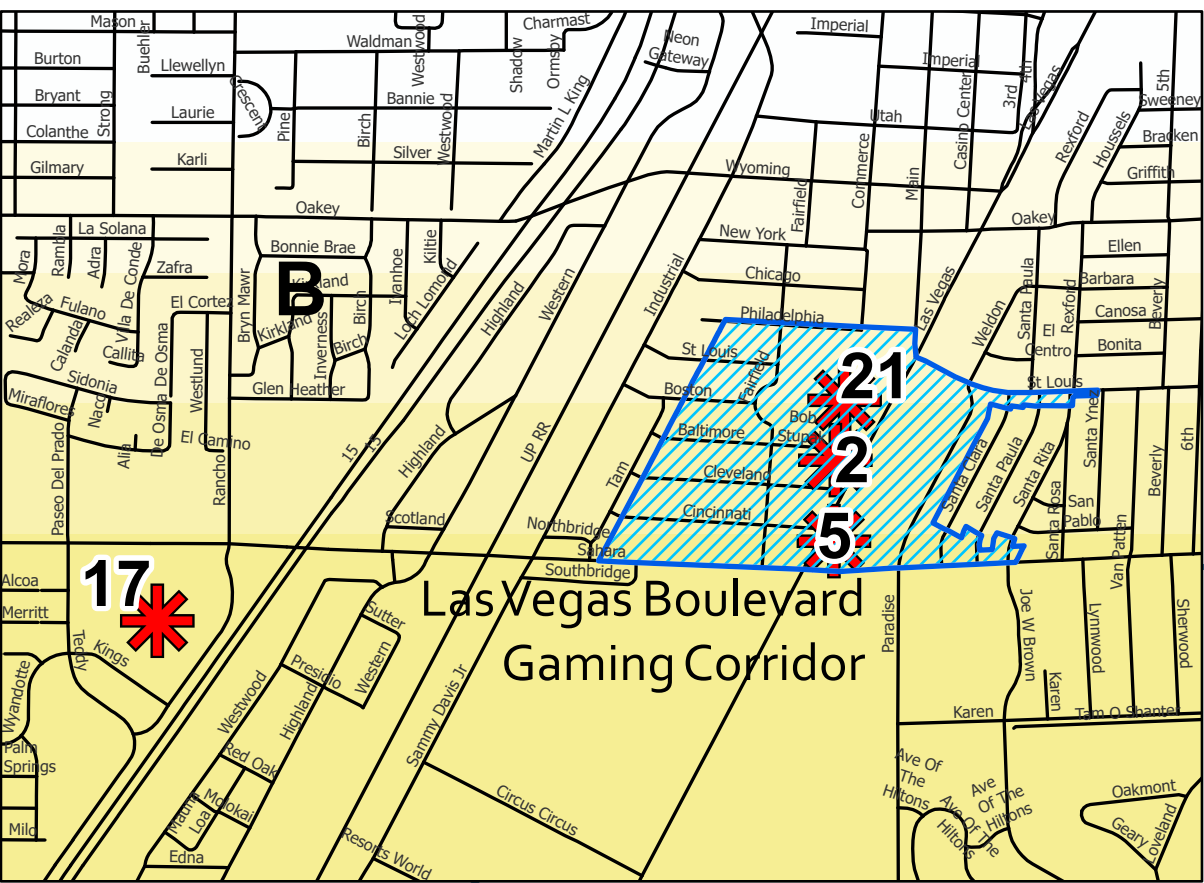 Mason
Burton
Bryant
Colanthe
Gilmary
Strong
Buehler
Llewellyn
Laurie
Karli
Crescent
Pine
Waldman
Bannie
Birch
Silver
Westwood
Westwood
Shadow
Ormsby
Charmast
Martin L King
Neon
Gateway
Imperial
Imperial
Utah
Wyoming
Fairfield
Commerce
Main
Casino Center
3rd
4th
Las Vegas
Rexford
Houssels
5th
Sweeney
Bracken
Griffith
Oakey
Oakey
La Solana
Mora
Rambla
Adra
Villa De Conde
Zafra
Realeza
Fulano
Calanda
Callita
El Cortez
Sidonia
Miraflores
Nacc
Alia
De Osma
De Osma
Westlund
El Camino
Rancho
Paseo Del Prado
Bryn Mawr
Bonnie Brae
B
Kirkland
Kirkland
Inverness
Birch
Birch
Ivanhoe
Kiltie
Loch Lomond
Glen Heather
Highland
Western
Industrial
New York
Chicago
Philadelphia
Las Vegas
Weldon
Santa Paula
Rexford
El
Centro
Ellen
Barbara
Canosa
Bonita
Beverly
St Louis
St Louis
Boston
Fairfield
Baltimore
Bob
Stupak
Cleveland
Cincinnati
21
2
5
15
15
Highland
UP RR
Tam
Scotland
Northbridge
Sahara
Southbridge
Santa Clara
Santa Paula
Santa Rita
Santa Rosa
San
Pablo
Santa Ynez
Van Patten
Beverly
6th
Alcoa
Merritt
17
Teddy
Kings
Wyandotte
Palm
Springs
Milo
Las Vegas Boulevard
Gaming Corridor
Sutter
Western
Presidio
Highland
Westwood
Red Oak
Molokai
Mauna
Loa
Edna
Sammy Davis Jr
Circus Circus
Resorts World
Paradise
Joe W Brown
Karen
Karen
Lynnwood
Sherwood
Tam O Shanter
Ave Of
The
Hiltons
Ave Of The
Hiltons
Ave
Of The
Hiltons
Oakmont
Geary
Loveland